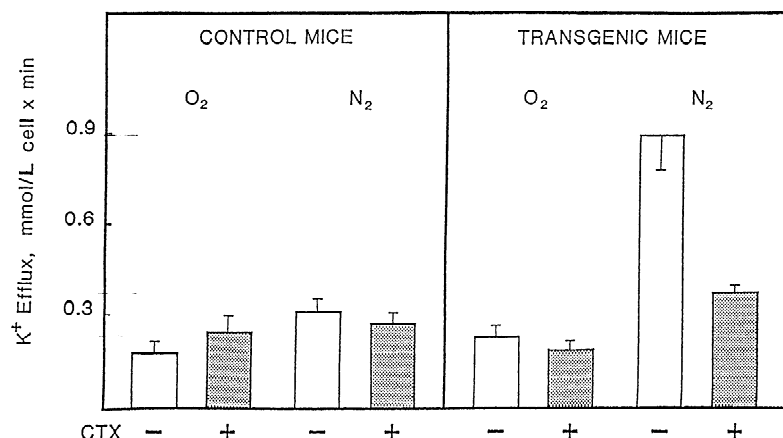 CONTROL MICE
TRANSGENIC MICE
O₂
N₂
O₂
N₂
K⁺ Efflux, mmol/L cell x min
0.9
0.6
0.3
CTX − + − + − + − +